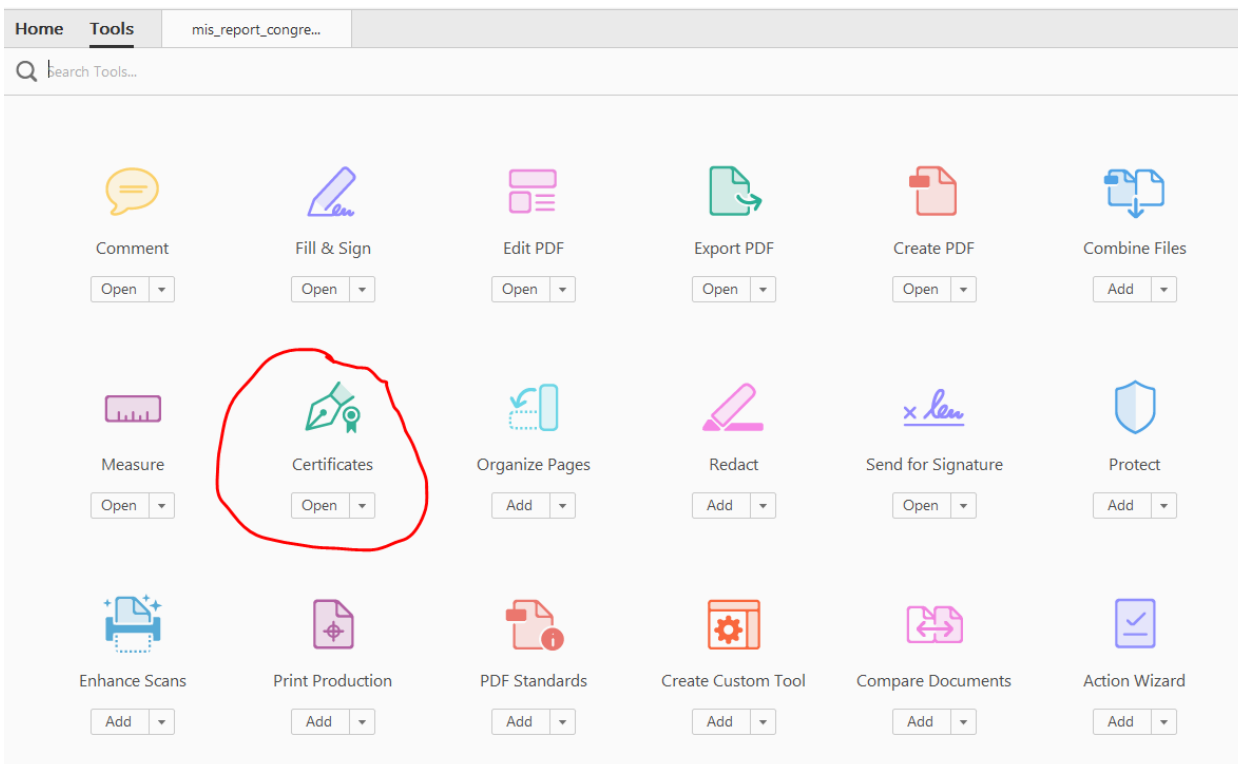 Home Tools mis_report_congre...
Search Tools...
Comment Fill & Sign Edit PDF Export PDF Create PDF Combine Files
Open Open Open Open Open Add
Measure Certificates Organize Pages Redact Send for Signature Protect
Open Open Add Add Open Add
Enhance Scans Print Production PDF Standards Create Custom Tool Compare Documents Action Wizard
Add Add Add Add Add Add